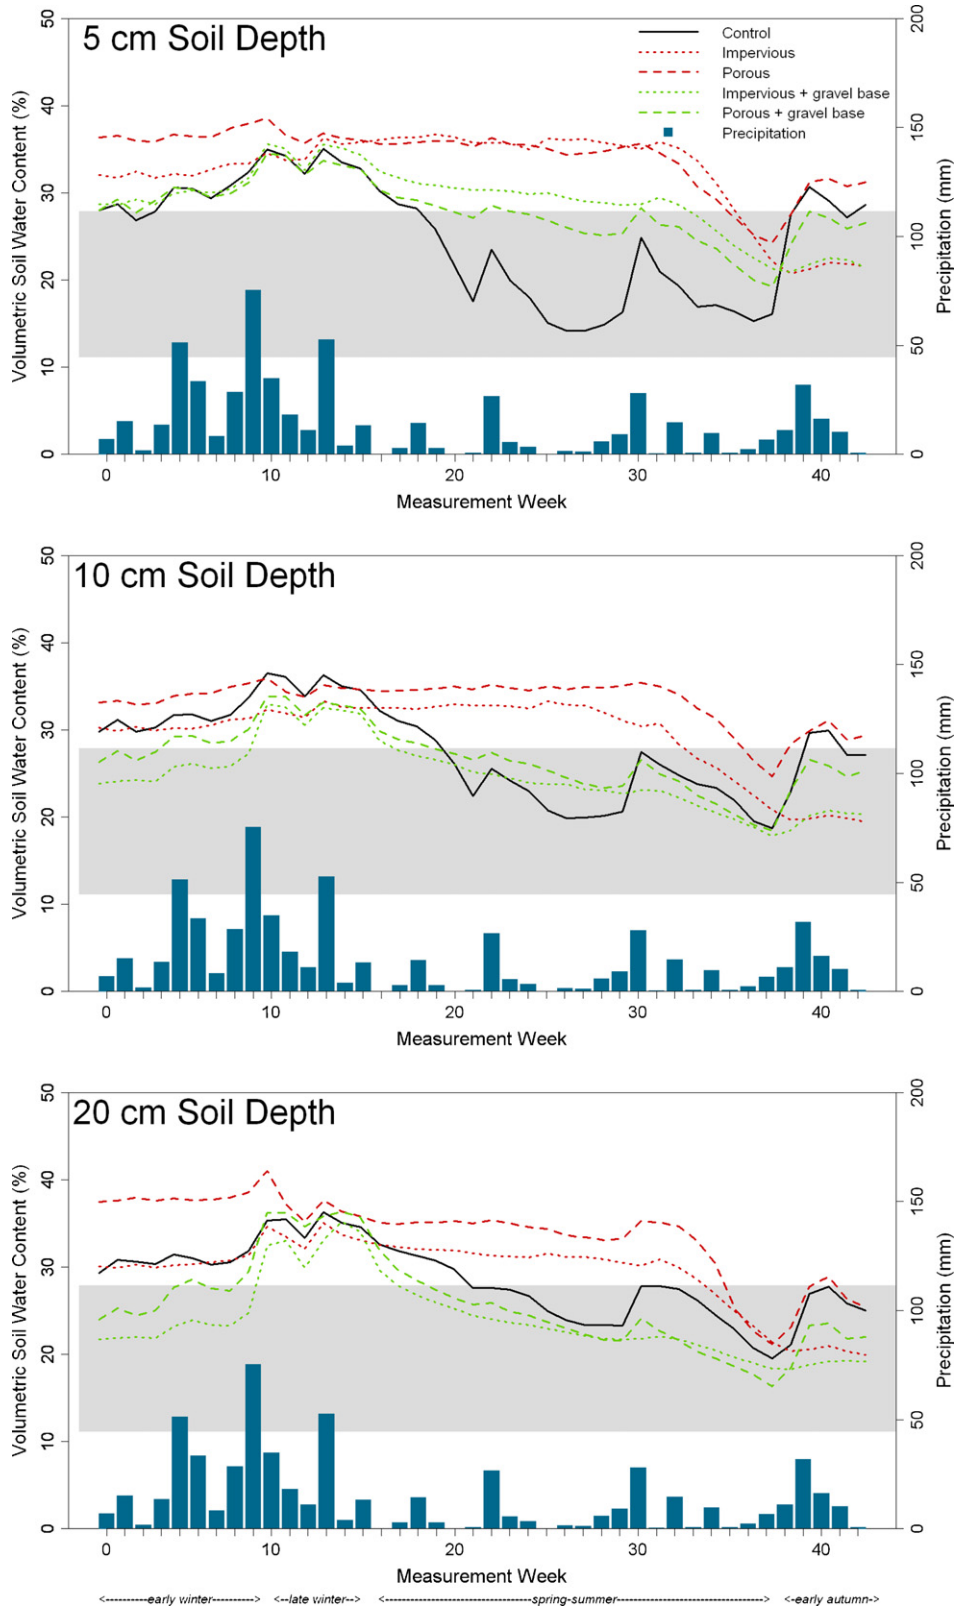 5 cm Soil Depth
Control
Impervious
Porous
Impervious + gravel base
Porous + gravel base
Precipitation
Volumetric Soil Water Content (%)
0 10 20 30 40 50
Precipitation (mm)
0 50 100 150 200
0 10 20 30 40
Measurement Week
10 cm Soil Depth
Volumetric Soil Water Content (%)
0 10 20 30 40 50
Precipitation (mm)
0 50 100 150 200
0 10 20 30 40
Measurement Week
20 cm Soil Depth
Volumetric Soil Water Content (%)
0 10 20 30 40 50
Precipitation (mm)
0 50 100 150 200
0 10 20 30 40
Measurement Week
<----------early winter----------> <--late winter--> <------------------------------spring-summer------------------------------> <-early autumn->